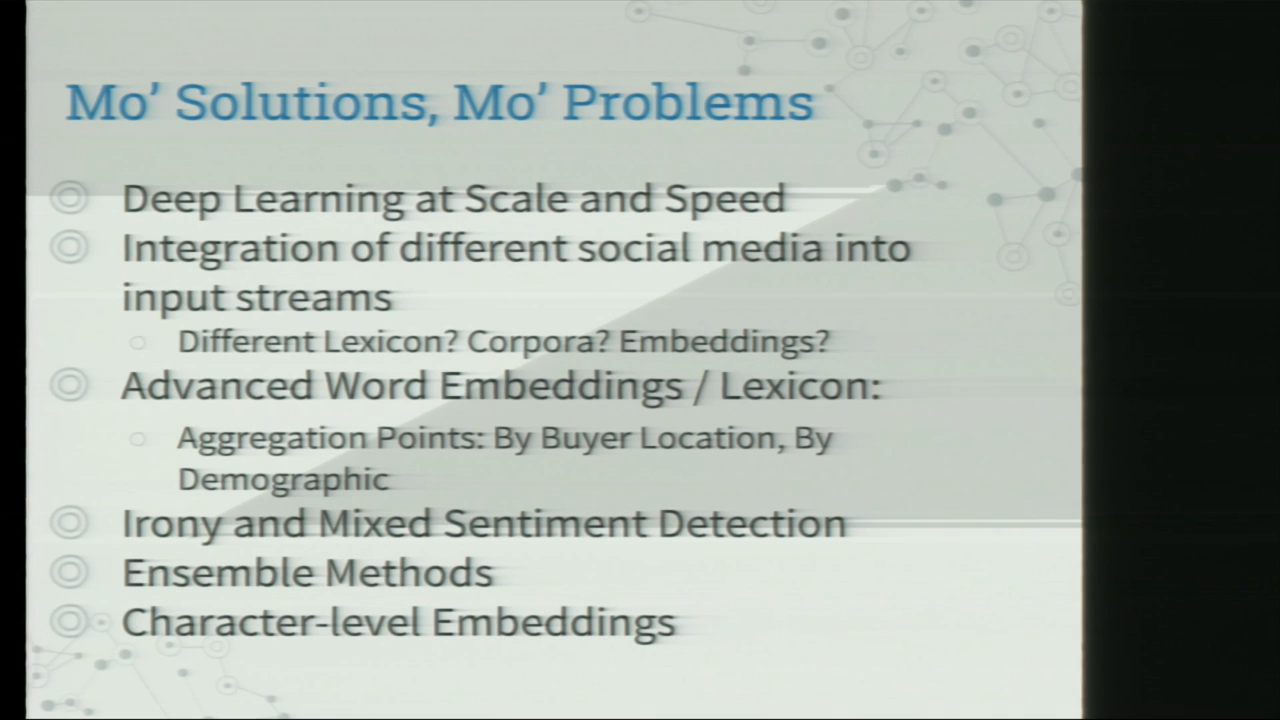 Mo’ Solutions, Mo’ Problems
Deep Learning at Scale and Speed
Integration of different social media into
input streams
Different Lexicon? Corpora? Embeddings?
Advanced Word Embeddings / Lexicon:
Aggregation Points: By Buyer Location, By
Demographic
Irony and Mixed Sentiment Detection
Ensemble Methods
Character-level Embeddings